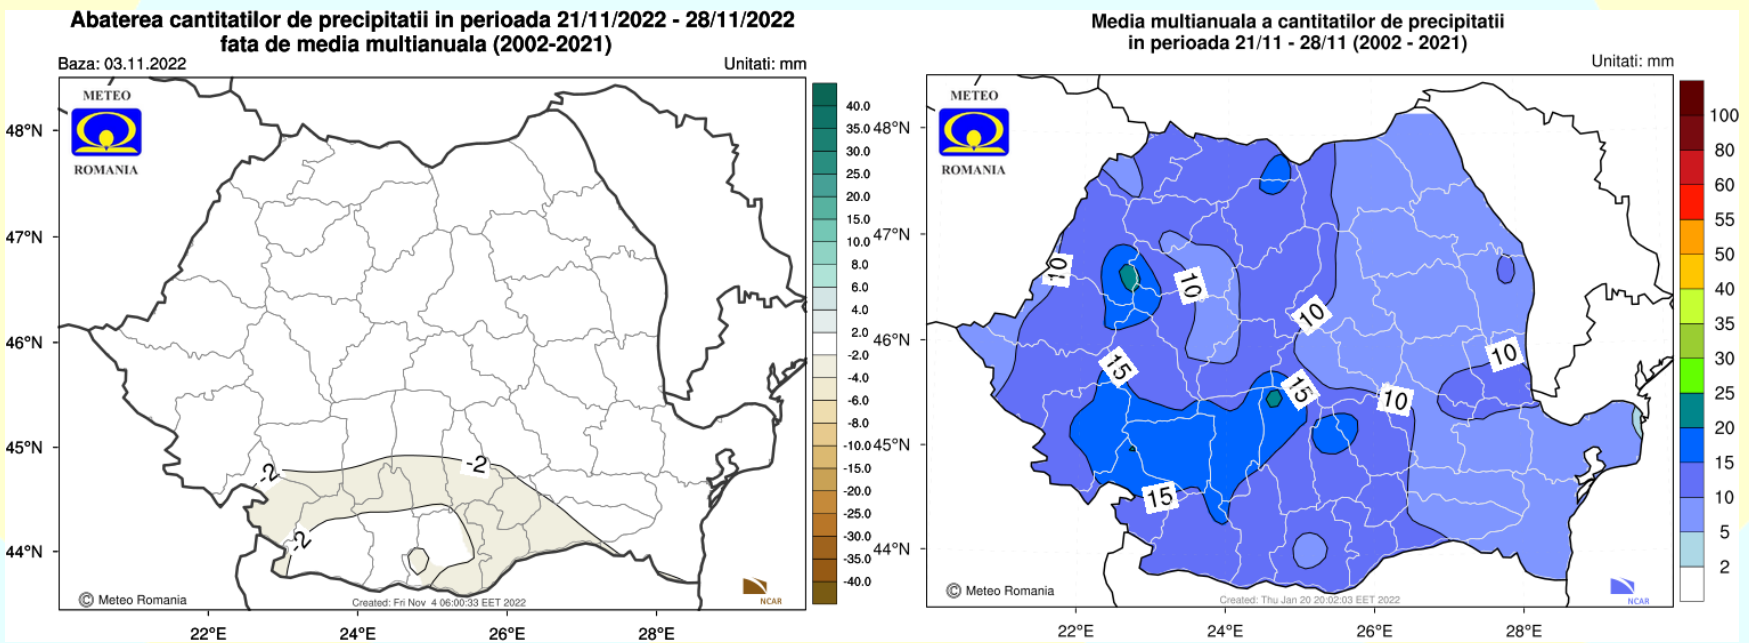 Abaterea cantitatilor de precipitatii in perioada 21/11/2022 - 28/11/2022
fata de media multianuala (2002-2021)
Baza: 03.11.2022
Unitati: mm
METEO
ROMANIA
48°N
47°N
46°N
45°N
44°N
-2
-2
-2
40.0
35.0
30.0
25.0
20.0
15.0
10.0
8.0
6.0
4.0
2.0
-2.0
-4.0
-6.0
-8.0
-10.0
-15.0
-20.0
-25.0
-30.0
-35.0
-40.0
© Meteo Romania
Created: Fri Nov 4 06:00:33 EET 2022
NCAR
22°E
24°E
26°E
28°E
Media multianuala a cantitatilor de precipitatii
in perioada 21/11 - 28/11 (2002 - 2021)
Unitati: mm
METEO
ROMANIA
48°N
47°N
46°N
45°N
44°N
10
10
10
10
15
15
10
15
100
80
60
55
50
40
35
30
25
20
15
10
5
2
© Meteo Romania
Created: Thu Jan 20 20:02:03 EET 2022
NCAR
22°E
24°E
26°E
28°E